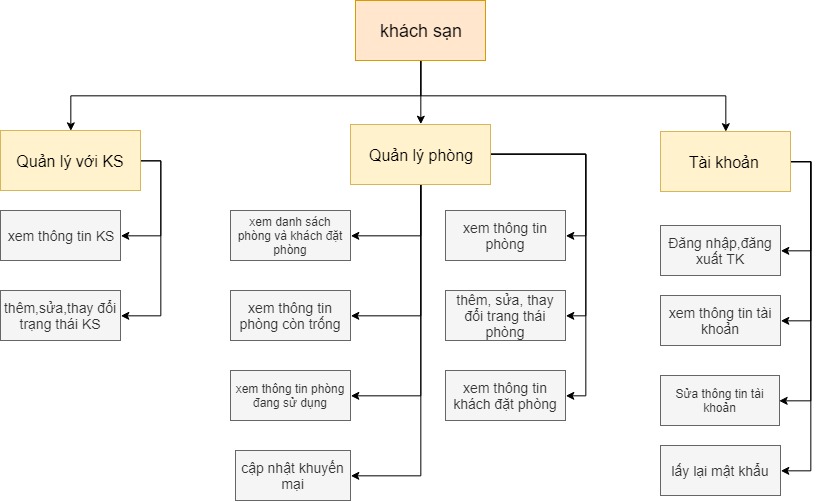 khách sạn
Quản lý với KS
Quản lý phòng
Tài khoản
xem thông tin KS
thêm,sửa,thay đổi
trạng thái KS
xem danh sách
phòng và khách đặt
phòng
xem thông tin
phòng còn trống
xem thông tin phòng
đang sử dụng
cập nhật khuyến
mại
xem thông tin
phòng
thêm, sửa, thay
đổi trang thái
phòng
xem thông tin
khách đặt phòng
Đăng nhập,đăng
xuất TK
xem thông tin tài
khoản
Sửa thông tin tài
khoản
lấy lại mật khẩu